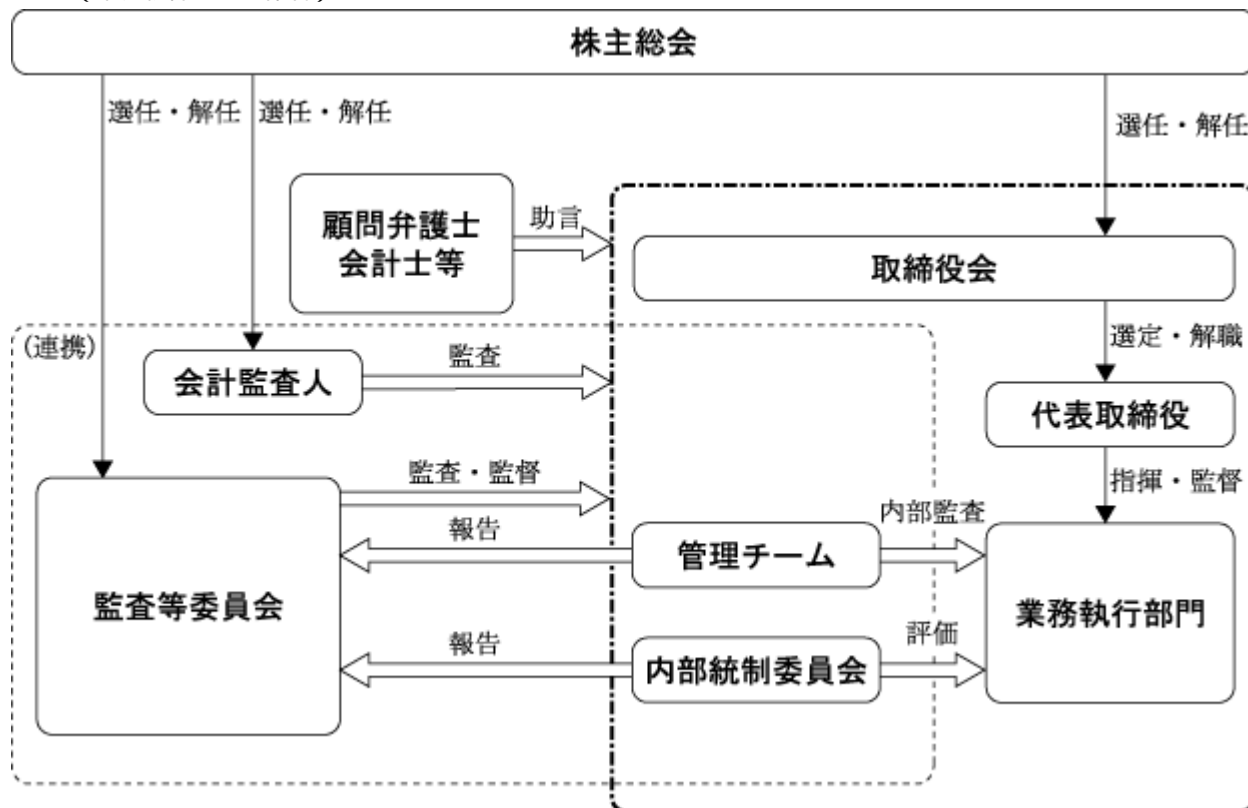 株主総会
選任・解任
選任・解任
選任・解任
顧問弁護士
会計士等
助言
取締役会
(連携)
会計監査人
監査
選定・解職
代表取締役
監査・監督
指揮・監督
報告
管理チーム
内部監査
監査等委員会
業務執行部門
報告
内部統制委員会
評価